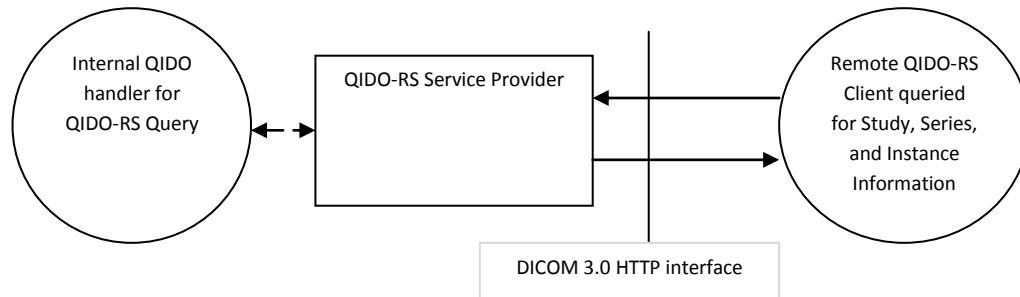 Internal QIDO
handler for
QIDO-RS Query
QIDO-RS Service Provider
Remote QIDO-RS
Client queried
for Study, Series,
and Instance
Information
DICOM 3.0 HTTP interface